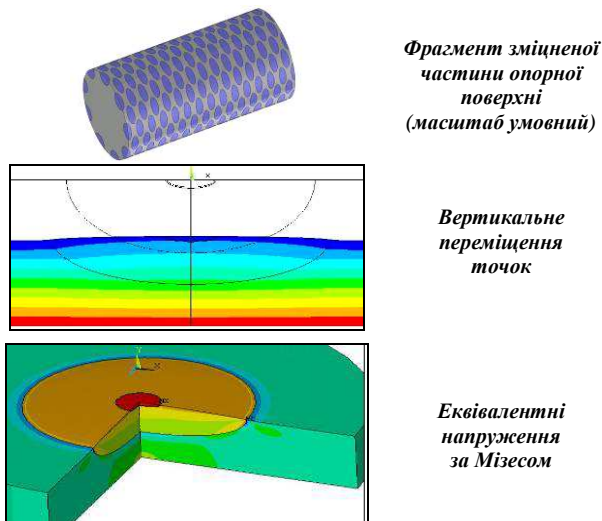 Фрагмент зміцненої
частини опорної
поверхні
(масштаб умовний)
X
Вертикальне
переміщення
точок
Y
X
Еквівалентні
напруження
за Мізесом